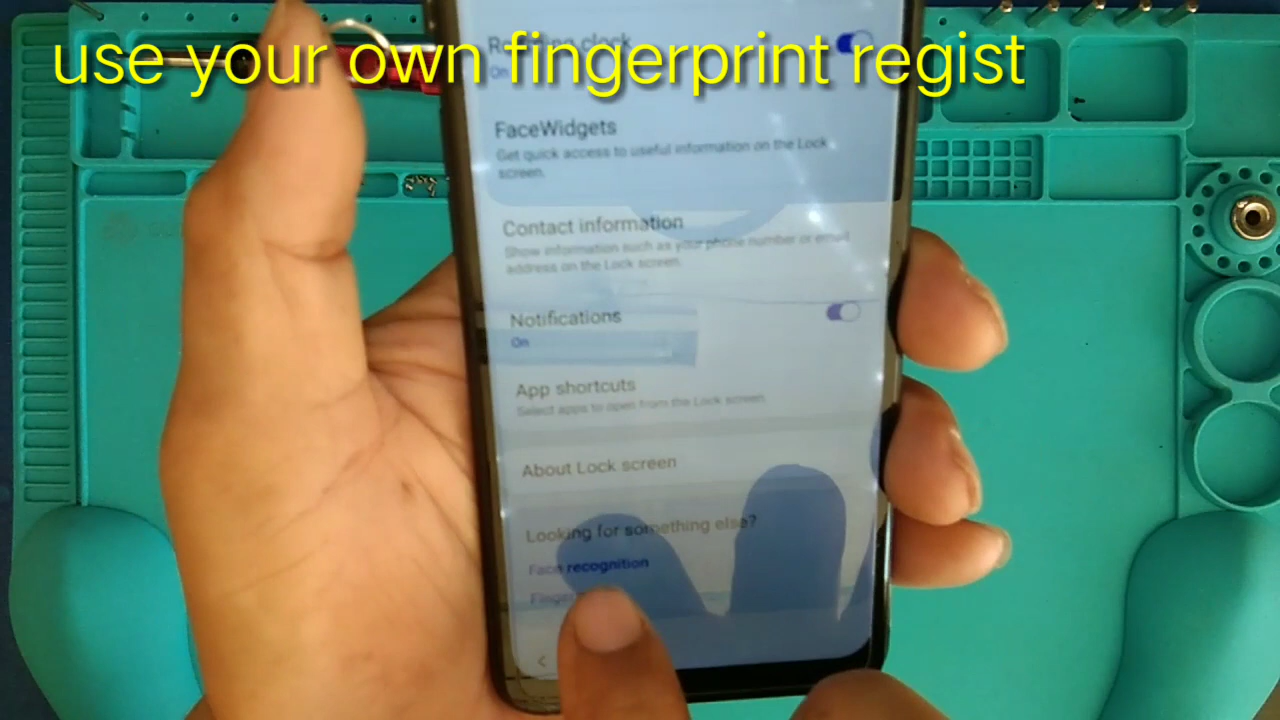 use your own fingerprint regist
FaceWidgets
Get quick access to useful information on the Lock
screen.
Contact information
Show information such as your phone number or email
address on the Lock screen.
Notifications
On
App shortcuts
Select apps to open from the Lock screen.
About Lock screen
Looking for something else?
Face recognition